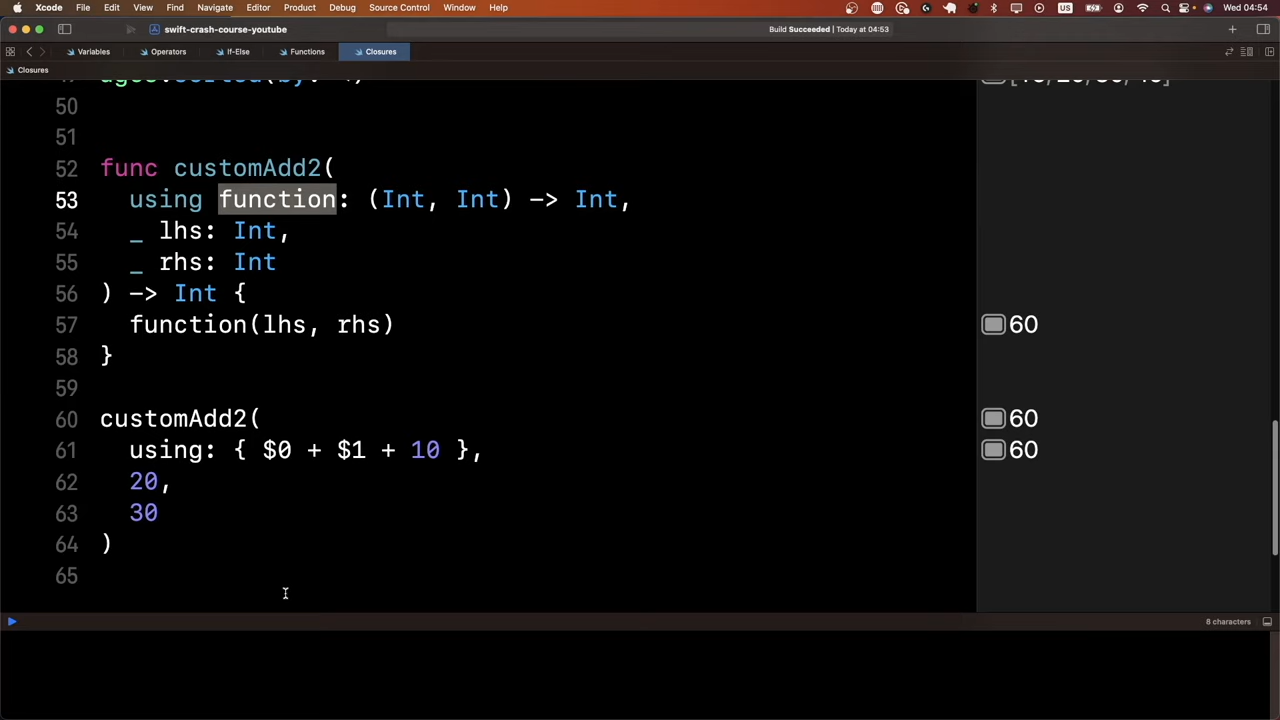 Xcode File Edit View Find Navigate Editor Product Debug Source Control Window Help US Wed 04:54
swift-crash-course-youtube Build Succeeded | Today at 04:53
Variables Operators If-Else Functions Closures
Closures
50
51
52 func customAdd2(
53 using function: (Int, Int) -> Int,
54 _ lhs: Int,
55 _ rhs: Int
56 ) -> Int {
57 function(lhs, rhs) 60
58 }
59
60 customAdd2( 60
61 using: { $0 + $1 + 10 }, 60
62 20,
63 30
64 )
65
8 characters